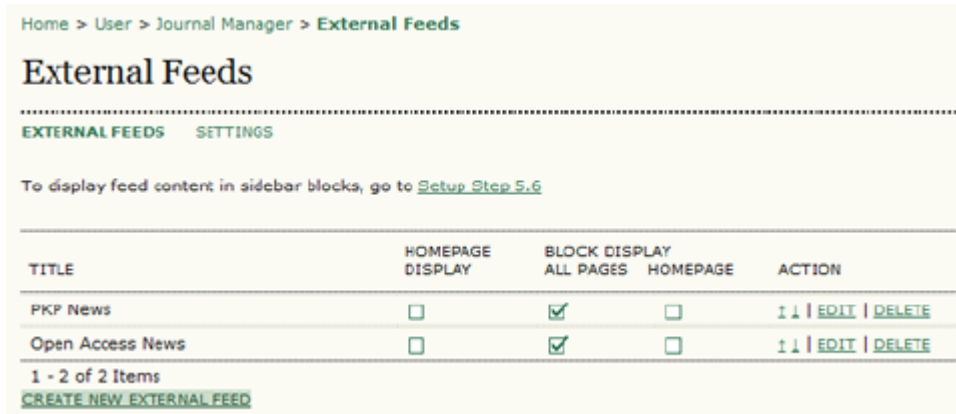 Home > User > Journal Manager > External Feeds
External Feeds
EXTERNAL FEEDS SETTINGS
To display feed content in sidebar blocks, go to Setup Step 5.6
HOMEPAGE BLOCK DISPLAY
TITLE DISPLAY ALL PAGES HOMEPAGE ACTION
PKP News ↑ ↓ | EDIT | DELETE
Open Access News ↑ ↓ | EDIT | DELETE
1 - 2 of 2 Items
CREATE NEW EXTERNAL FEED